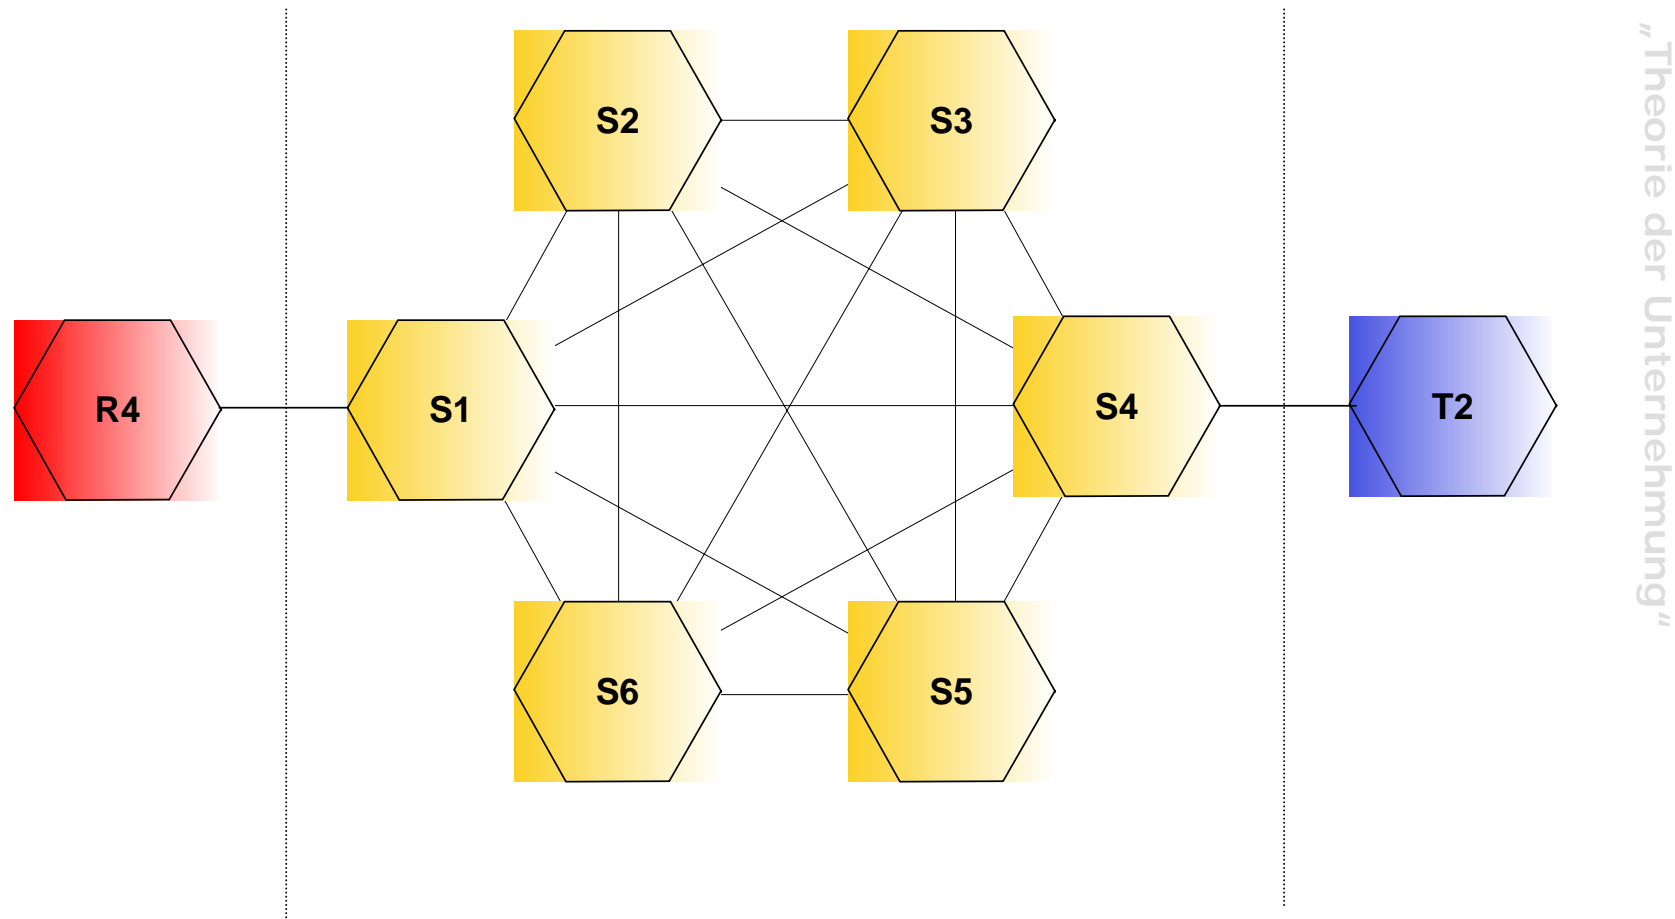 S2
S3
R4
S1
S4
T2
S6
S5
„Theorie der Unternehmung“